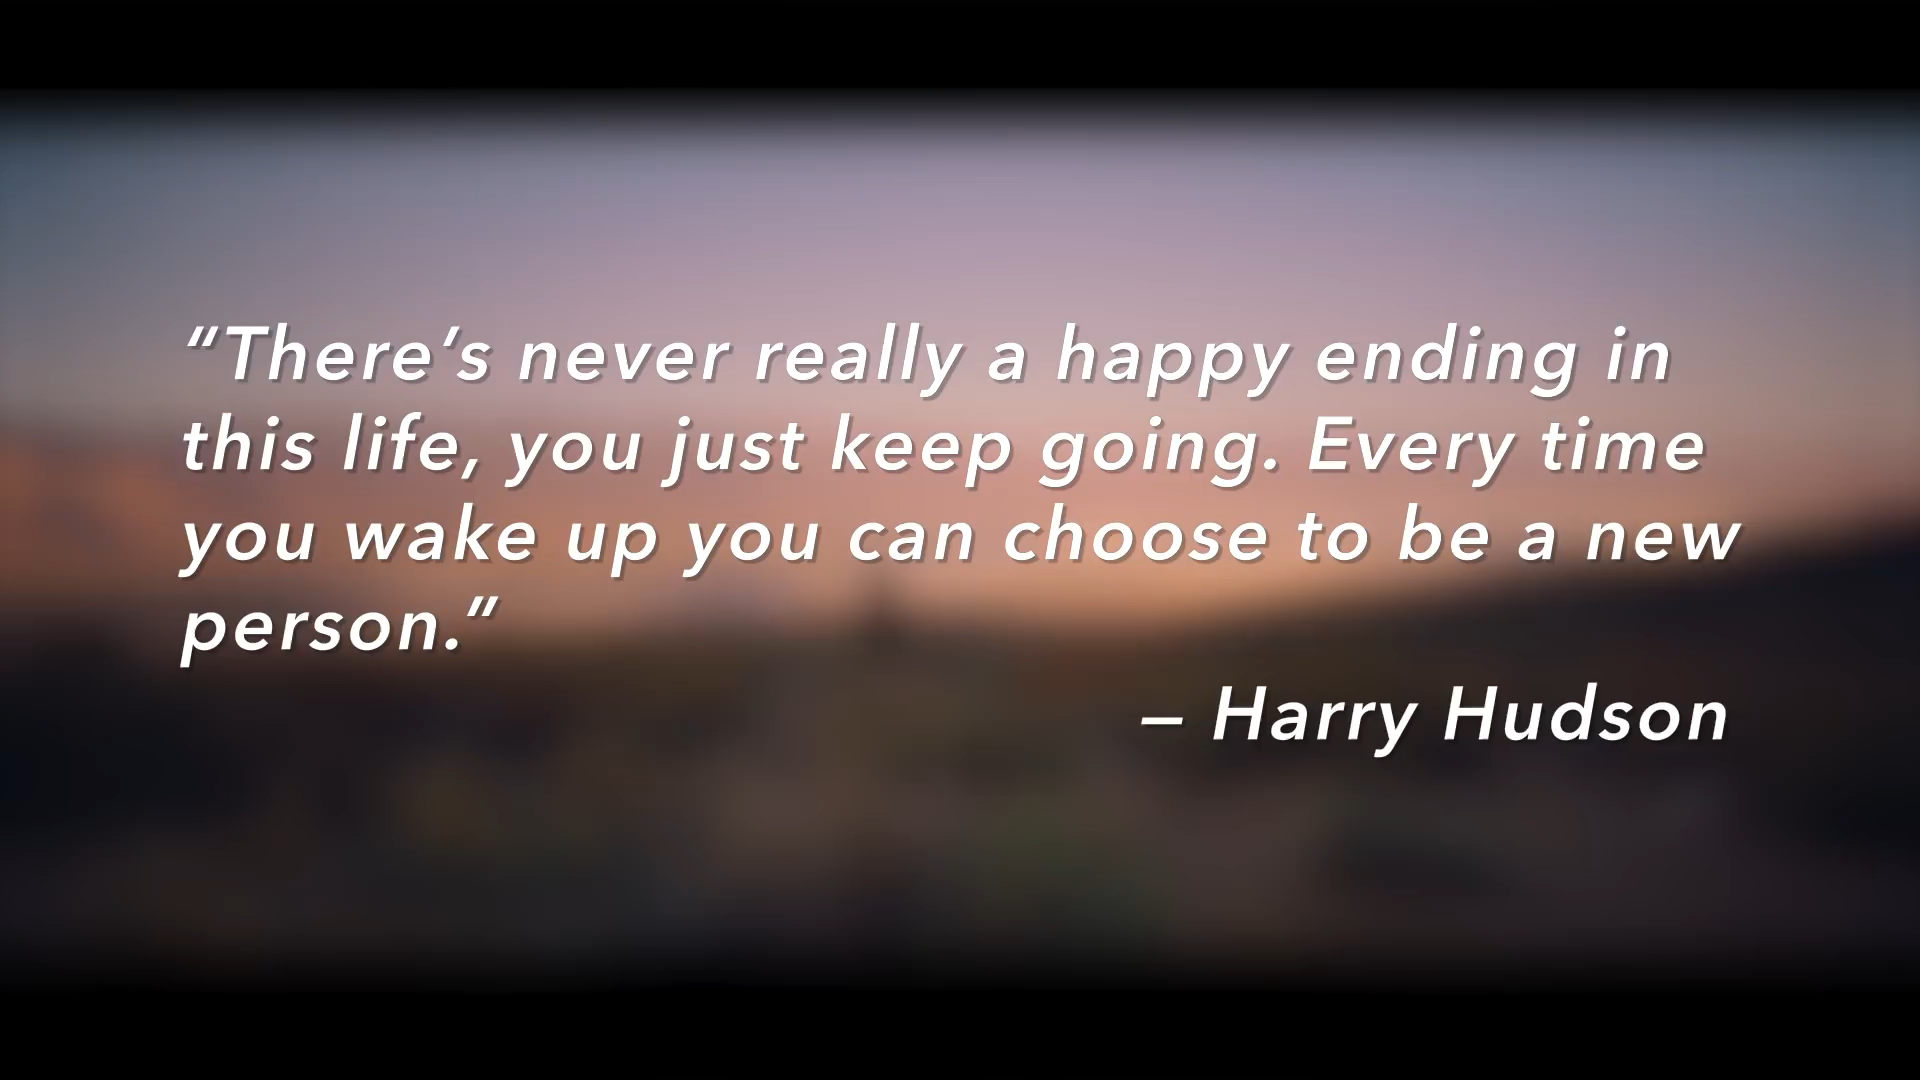 “There’s never really a happy ending in
this life, you just keep going. Every time
you wake up you can choose to be a new
person.”
– Harry Hudson